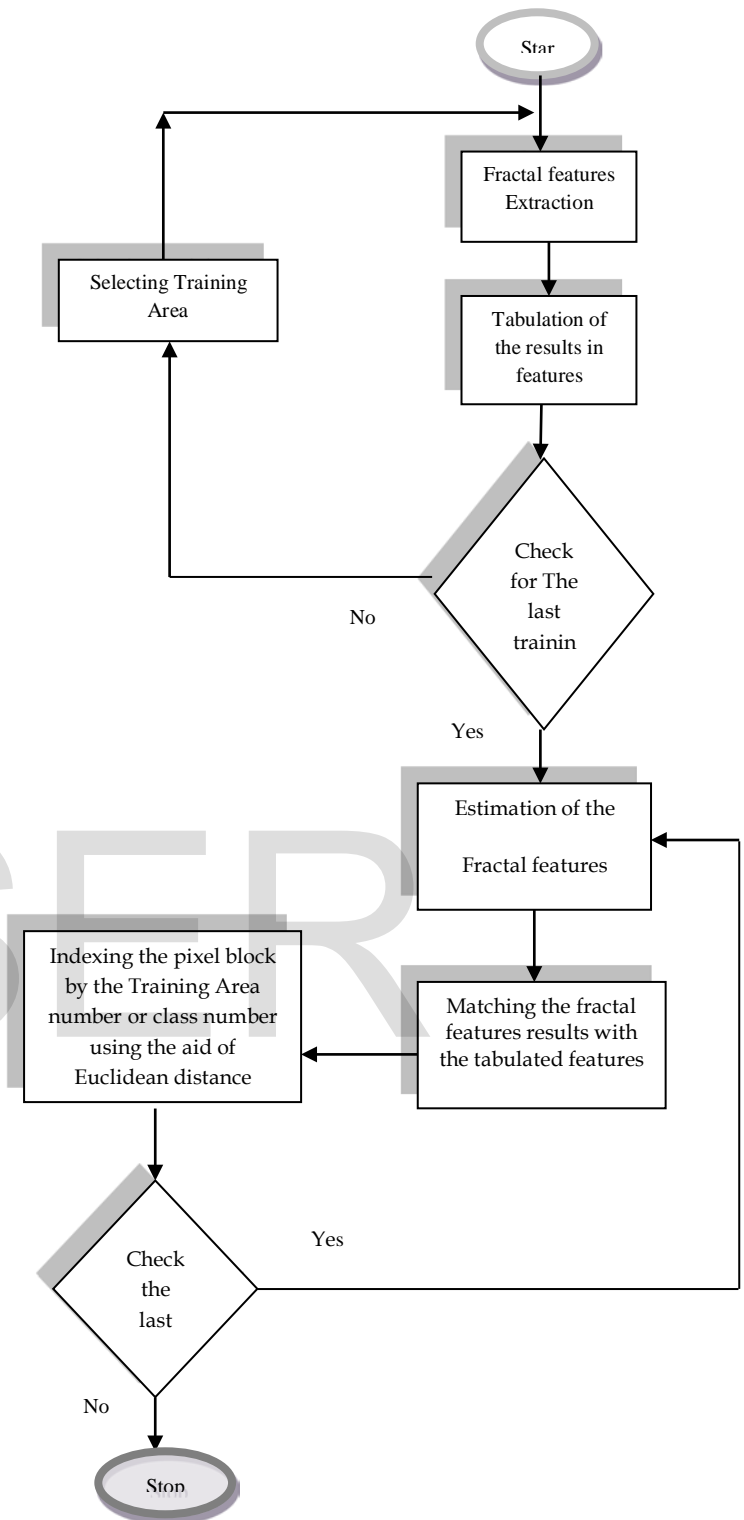 Star
Fractal features
Extraction
Selecting Training
Area
Tabulation of
the results in
features
Check
for The
last
trainin
No
Yes
Estimation of the
Fractal features
Indexing the pixel block
by the Training Area
number or class number
using the aid of
Euclidean distance
Matching the fractal
features results with
the tabulated features
Check
the
last
Yes
No
Stop
SER